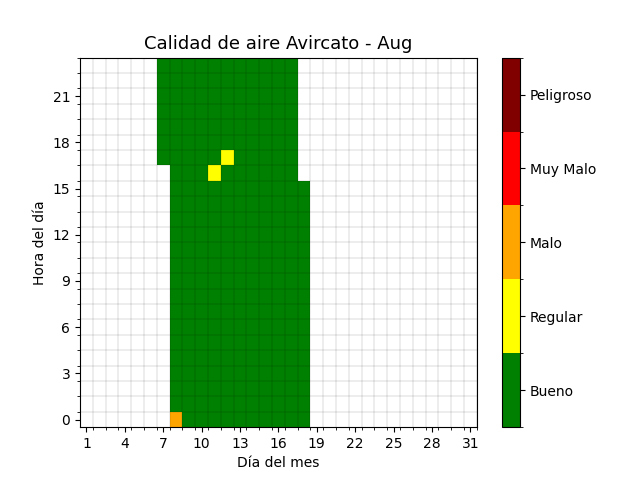 Calidad de aire Avircato - Aug
21
18
15
12
9
6
3
0
Hora del día
1 4 7 10 13 16 19 22 25 28 31
Día del mes
Peligroso
Muy Malo
Malo
Regular
Bueno